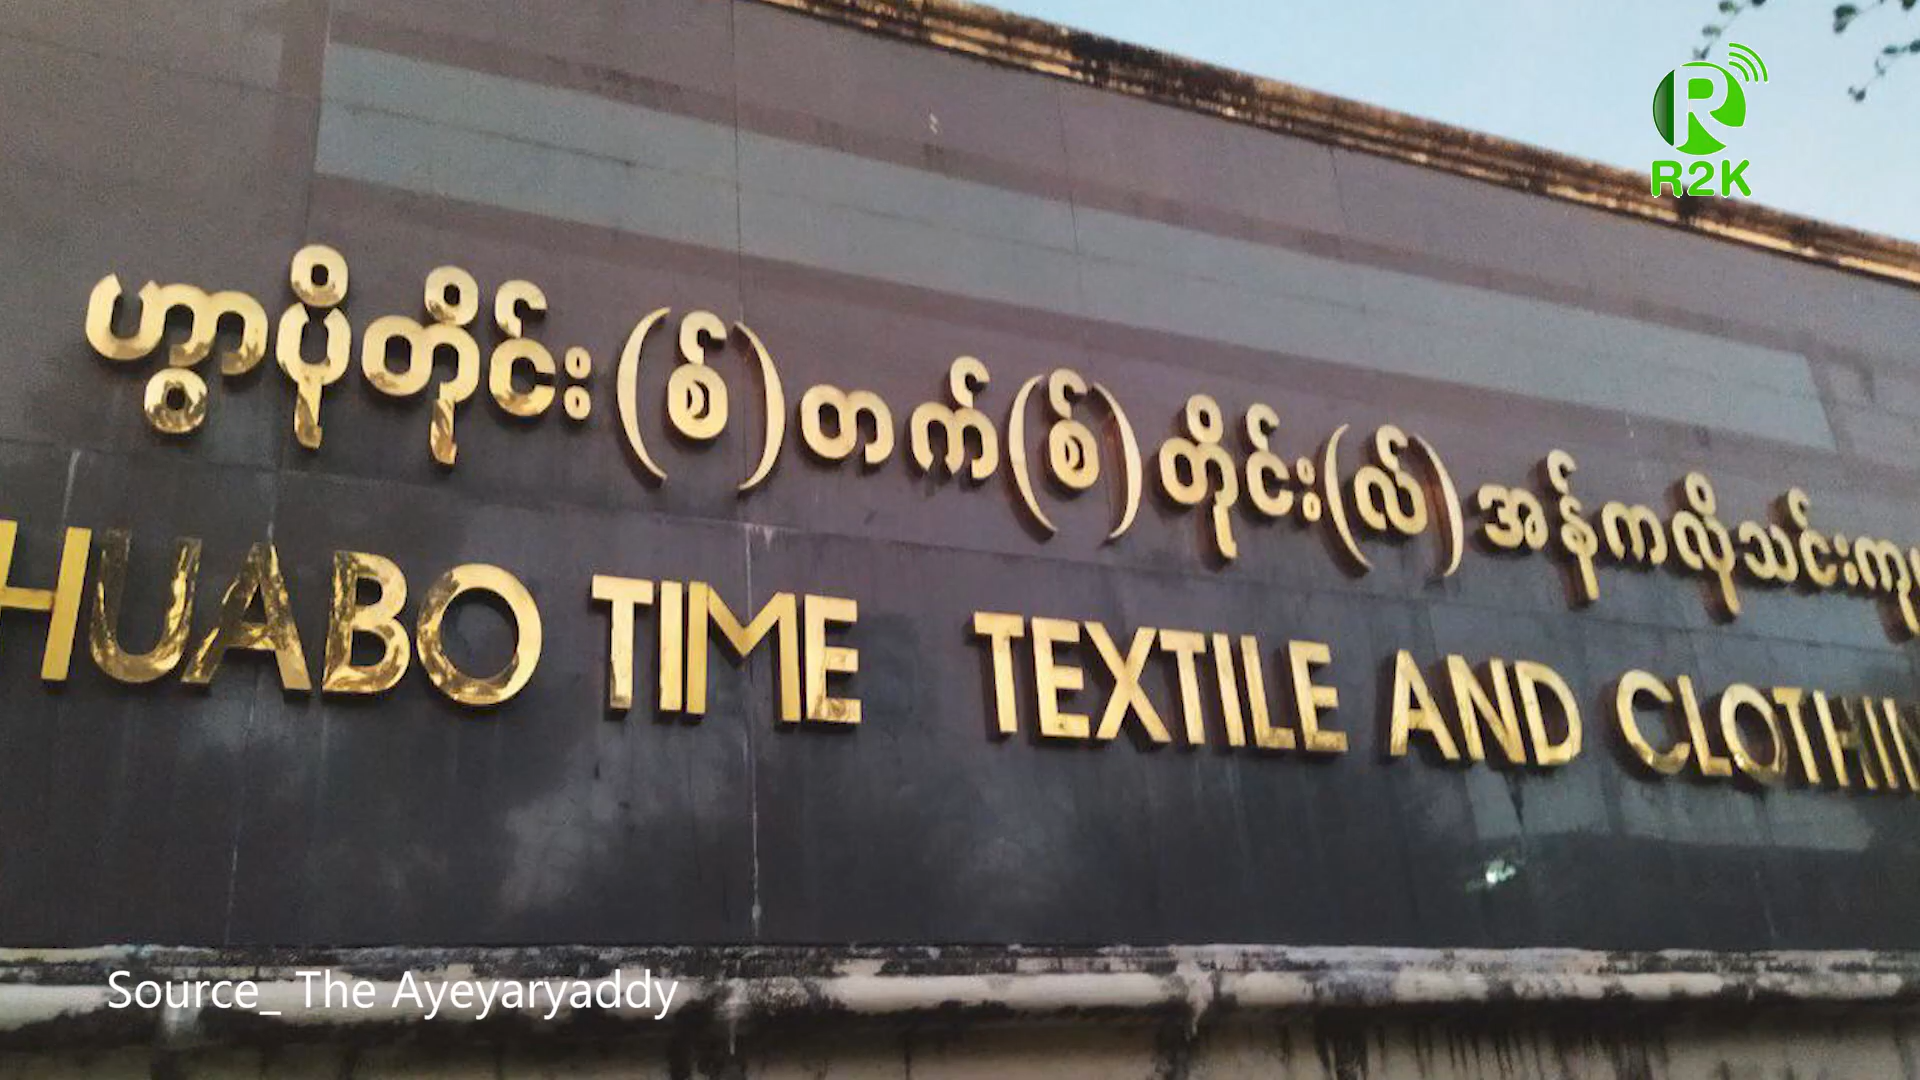 R2K
ဟွာပိုတိုင်း(စ်)တက်(စ်)တိုင်း(လ်)အန်ကလိုသင်း
HUABO TIME TEXTILE AND CLOTHIN
Source_ The Ayeyaryaddy